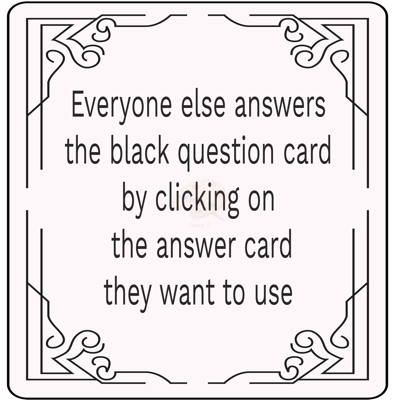 Everyone else answers
the black question card
by clicking on
the answer card
they want to use